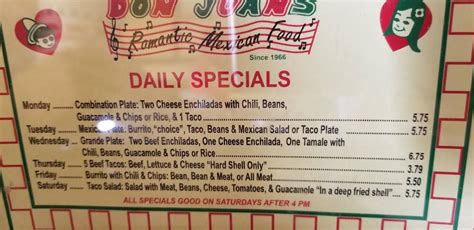 DON JUAN'S
Romantic Mexican Food
Since 1966
DAILY SPECIALS
Monday ....... Combination Plate: Two Cheese Enchiladas with Chili, Beans,
Guacamole & Chips or Rice, & 1 Taco ....... 5.75
Tuesday ....... Mexican Plate: Burrito, "choice", Taco, Beans & Mexican Salad or Taco Plate ....... 5.75
Wednesday ....... Grande Plate: Two Beef Enchiladas, One Cheese Enchilada, One Tamale with
Chili, Beans, Guacamole & Chips or Rice ....... 6.75
Thursday ....... 5 Beef Tacos: Beef, Lettuce & Cheese "Hard Shell Only" ....... 3.79
Friday ....... Burrito with Chili & Chips: Bean, Bean & Meat, or All Meat ....... 5.50
Saturday ....... Taco Salad: Salad with Meat, Beans, Cheese, Tomatoes, & Guacamole "In a deep fried shell" .... 5.75
ALL SPECIALS GOOD ON SATURDAYS AFTER 4 PM